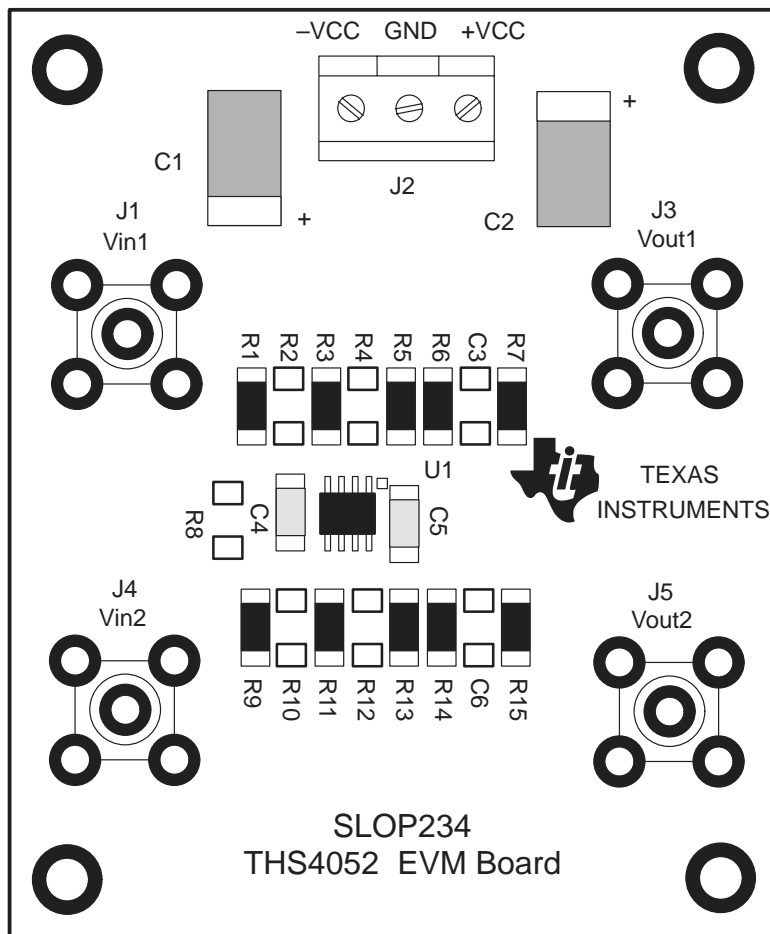 –VCC GND +VCC
+
C1
J2
+
C2
J1
Vin1
J3
Vout1
R1 R2 R3 R4 R5 R6 C3 R7
U1
R8 C4 C5
TEXAS
INSTRUMENTS
J4
Vin2
J5
Vout2
R9 R10 R11 R12 R13 R14 C6 R15
SLOP234
THS4052 EVM Board